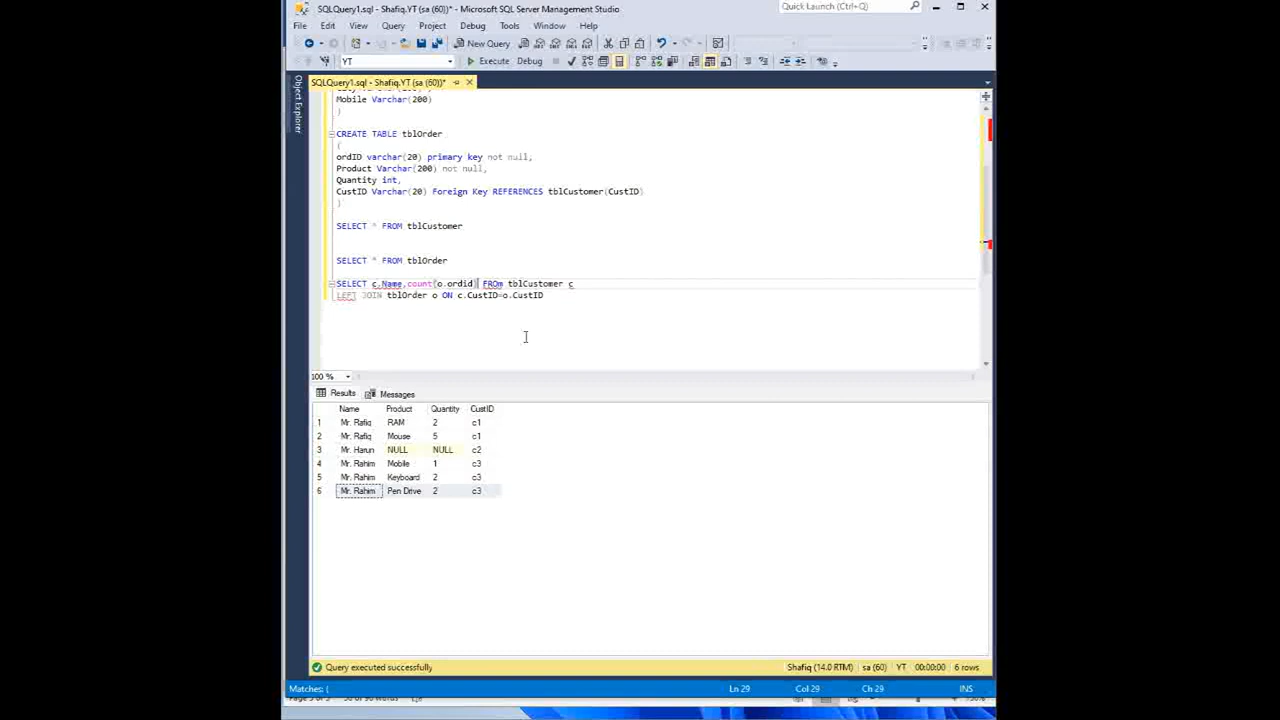 SQLQuery1.sql - Shafiq.YT (sa (60))* - Microsoft SQL Server Management Studio
Quick Launch (Ctrl+Q)
File Edit View Query Project Debug Tools Window Help
New Query
YT Execute Debug
SQLQuery1.sql - Shafiq.YT (sa (60))*
Object Explorer
Mobile Varchar(200)
)
CREATE TABLE tblOrder
(
ordID varchar(20) primary key not null,
Product Varchar(200) not null,
Quantity int,
CustID Varchar(20) Foreign Key REFERENCES tblCustomer(CustID)
)
SELECT * FROM tblCustomer
SELECT * FROM tblOrder
SELECT c.Name,count(o.ordid) FROm tblCustomer c
LEFT JOIN tblOrder o ON c.CustID=o.CustID
100 %
Results Messages
Name Product Quantity CustID
1 Mr. Rafiq RAM 2 c1
2 Mr. Rafiq Mouse 5 c1
3 Mr. Harun NULL NULL c2
4 Mr. Rahim Mobile 1 c3
5 Mr. Rahim Keyboard 2 c3
6 Mr. Rahim Pen Drive 2 c3
Query executed successfully
Shafiq (14.0 RTM) sa (60) YT 00:00:00 6 rows
Matches: (
Ln 29 Col 29 Ch 29 INS